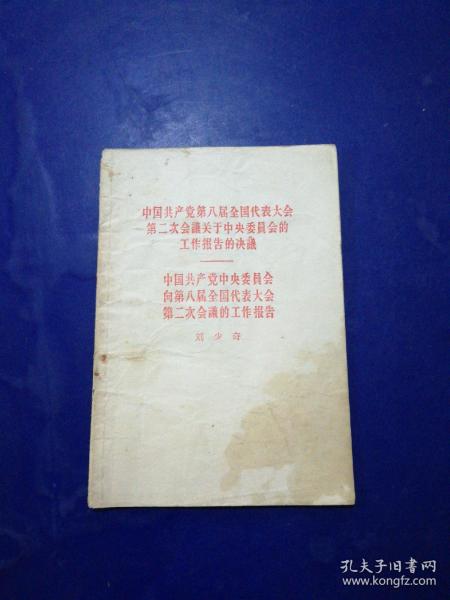 中国共产党第八届全国代表大会
第二次会議关于中央委員会的
工作报告的决議
中国共产党中央委員会
向第八届全国代表大会
第二次会議的工作报告
刘少奇
孔夫子旧书网
www.kongfz.com